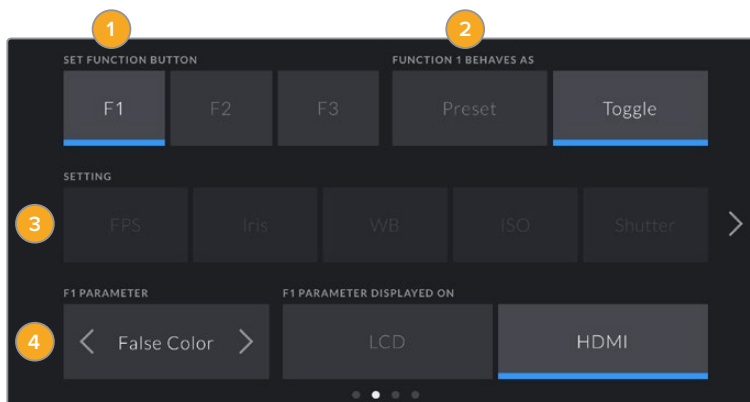 1 2
SET FUNCTION BUTTON FUNCTION 1 BEHAVES AS
F1 F2 F3 Preset Toggle
SETTING
3 FPS Iris WB ISO Shutter
F1 PARAMETER F1 PARAMETER DISPLAYED ON
4 False Color LCD HDMI